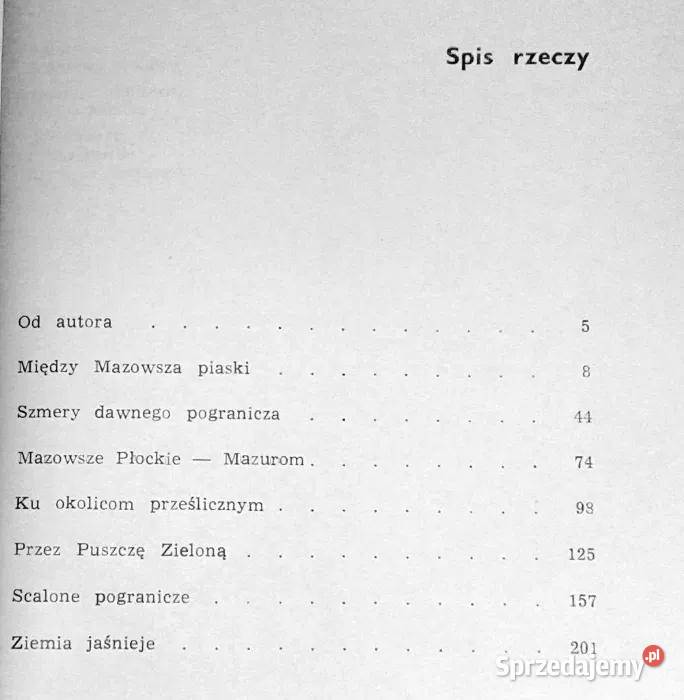 Spis rzeczy
Od autora . . . . . . . . . . . . . 5
Między Mazowsza piaski . . . . . . . . . 8
Szmery dawnego pogranicza . . . . . . . . 44
Mazowsze Płockie — Mazurom . . . . . . . . 74
Ku okolicom prześlicznym . . . . . . . . . 98
Przez Puszczę Zieloną . . . . . . . . . . 125
Scalone pogranicze . . . . . . . . . . . 157
Ziemia jaśnieje . . . . . . . . . . . . 201
Sprzedajemy.pl